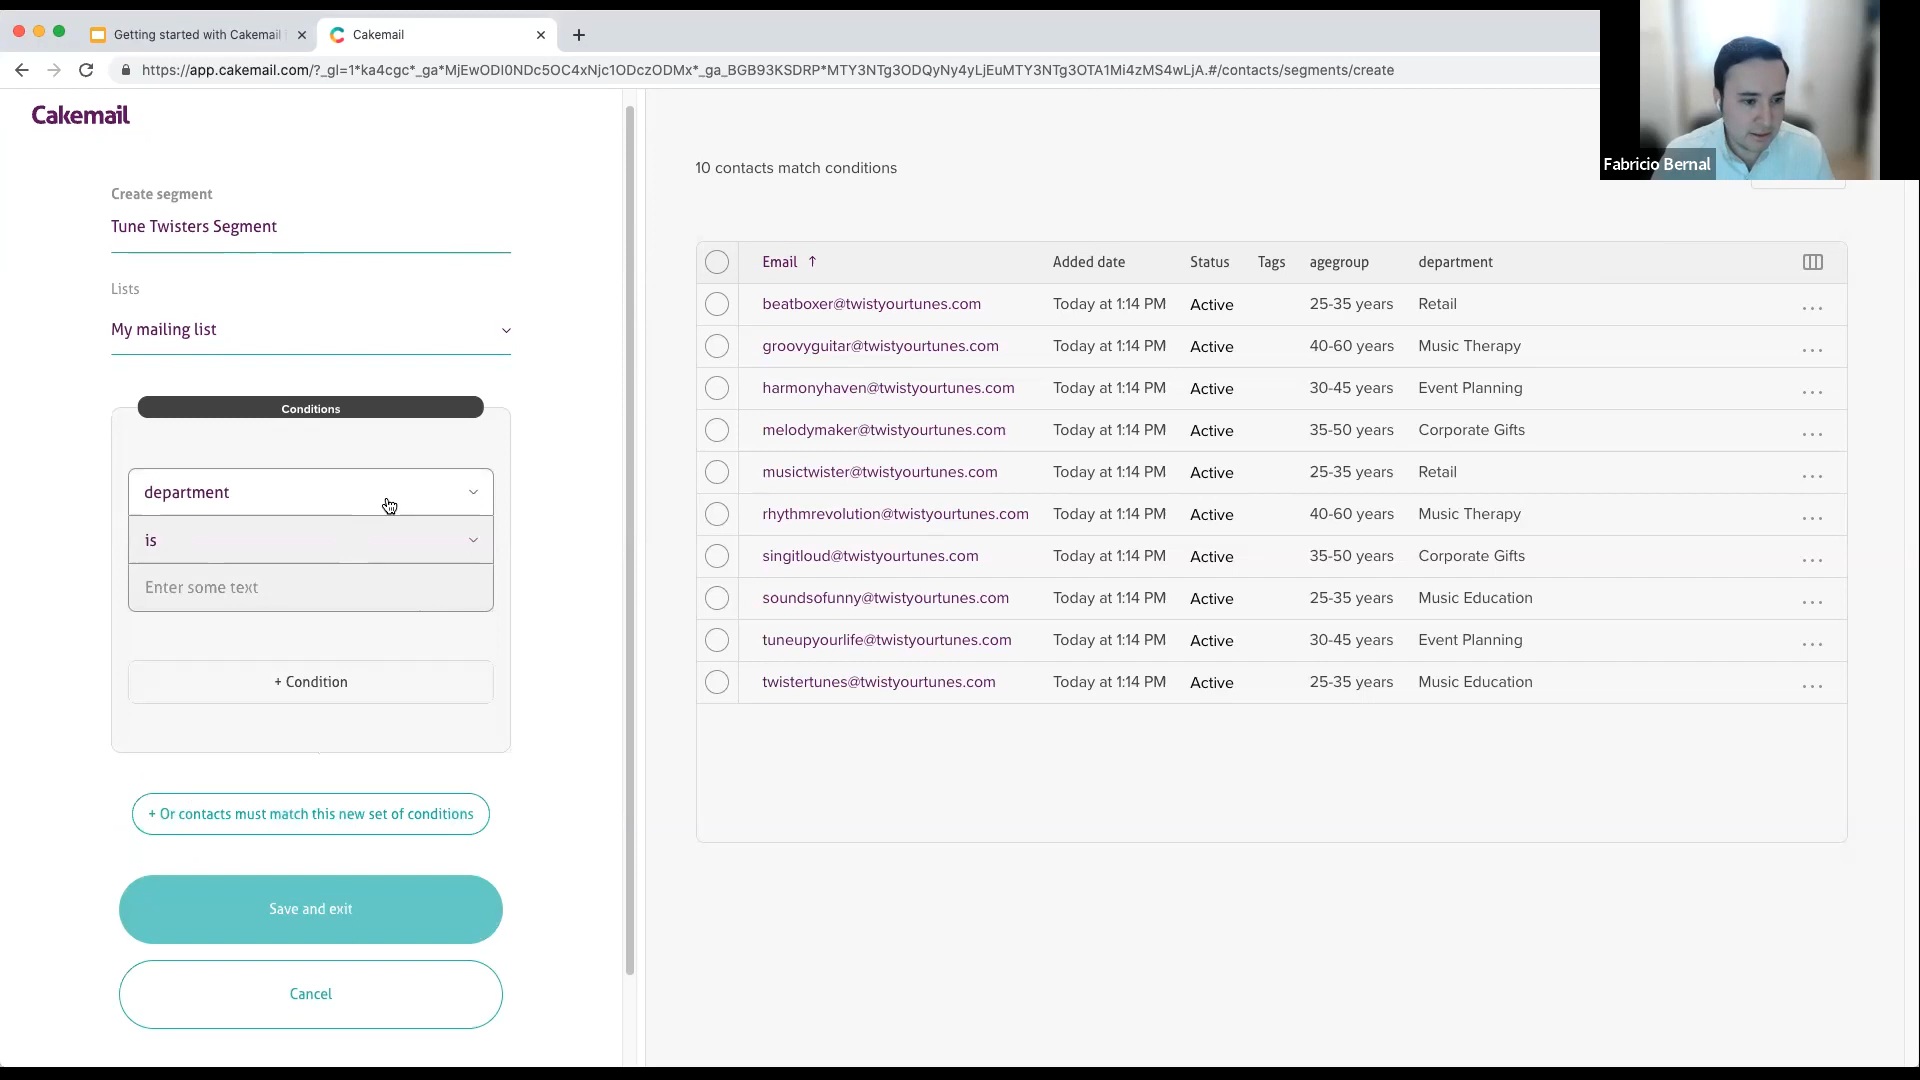 Getting started with Cakemail
Cakemail
https://app.cakemail.com/?_gl=1*ka4cgc*_ga*MjEwODI0NDc5OC4xNjc1ODczODMx*_ga_BGB93KSDRP*MTY3NTg3ODQyNy4yLjEuMTY3NTg3OTA1Mi4zMS4wLjA.#/contacts/segments/create
Fabricio Bernal
Cakemail
Create segment
Tune Twisters Segment
Lists
My mailing list
Conditions
department
is
Enter some text
+ Condition
+ Or contacts must match this new set of conditions
Save and exit
Cancel
10 contacts match conditions
Email ↑ Added date Status Tags agegroup department
beatboxer@twistyourtunes.com Today at 1:14 PM Active 25-35 years Retail ...
groovyguitar@twistyourtunes.com Today at 1:14 PM Active 40-60 years Music Therapy ...
harmonyhaven@twistyourtunes.com Today at 1:14 PM Active 30-45 years Event Planning ...
melodymaker@twistyourtunes.com Today at 1:14 PM Active 35-50 years Corporate Gifts ...
musictwister@twistyourtunes.com Today at 1:14 PM Active 25-35 years Retail ...
rhythmrevolution@twistyourtunes.com Today at 1:14 PM Active 40-60 years Music Therapy ...
singitloud@twistyourtunes.com Today at 1:14 PM Active 35-50 years Corporate Gifts ...
soundsofunny@twistyourtunes.com Today at 1:14 PM Active 25-35 years Music Education ...
tuneupyourlife@twistyourtunes.com Today at 1:14 PM Active 30-45 years Event Planning ...
twistertunes@twistyourtunes.com Today at 1:14 PM Active 25-35 years Music Education ...